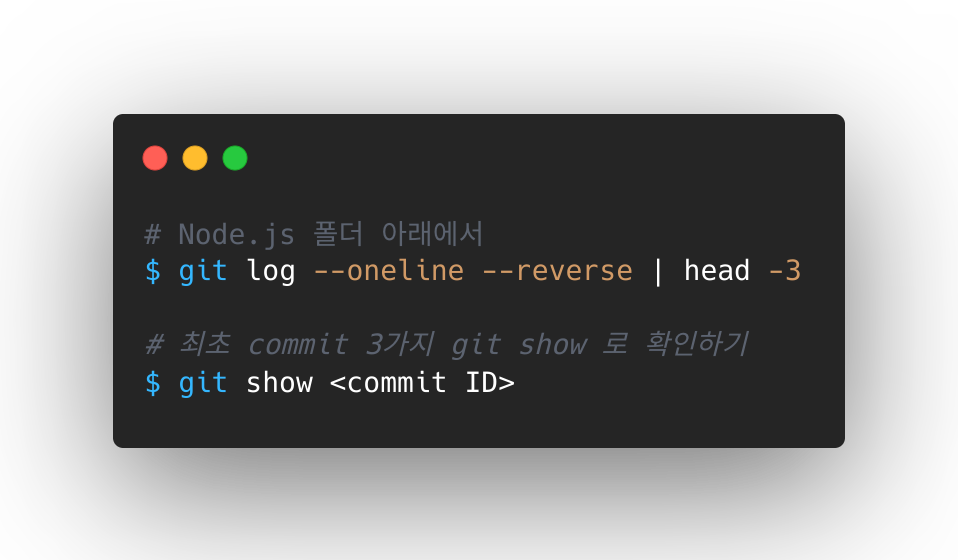 # Node.js 폴더 아래에서
$ git log --oneline --reverse | head -3
# 최초 commit 3가지 git show 로 확인하기
$ git show <commit ID>